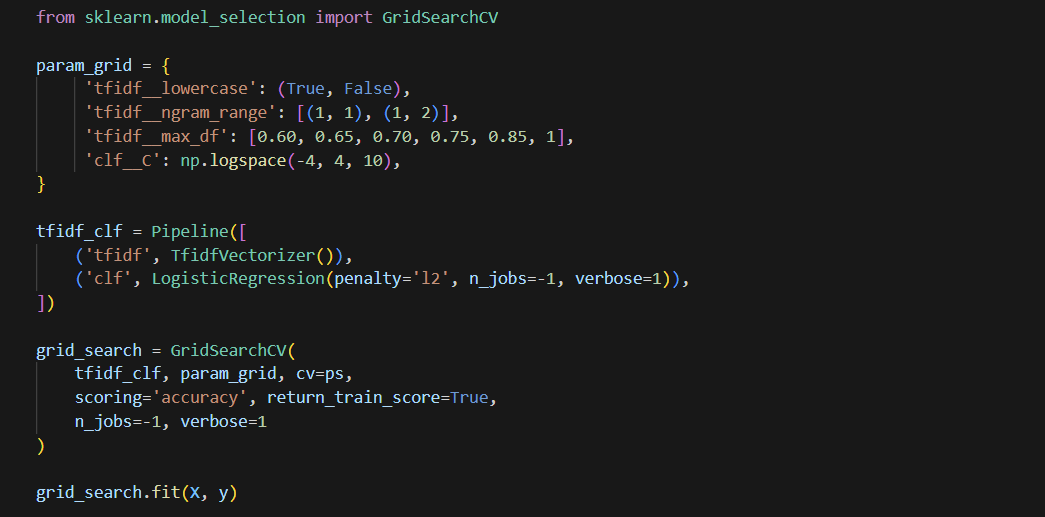 from sklearn.model_selection import GridSearchCV
param_grid = {
'tfidf__lowercase': (True, False),
'tfidf__ngram_range': [(1, 1), (1, 2)],
'tfidf__max_df': [0.60, 0.65, 0.70, 0.75, 0.85, 1],
'clf__C': np.logspace(-4, 4, 10),
}
tfidf_clf = Pipeline([
('tfidf', TfidfVectorizer()),
('clf', LogisticRegression(penalty='l2', n_jobs=-1, verbose=1)),
])
grid_search = GridSearchCV(
tfidf_clf, param_grid, cv=ps,
scoring='accuracy', return_train_score=True,
n_jobs=-1, verbose=1
)
grid_search.fit(X, y)